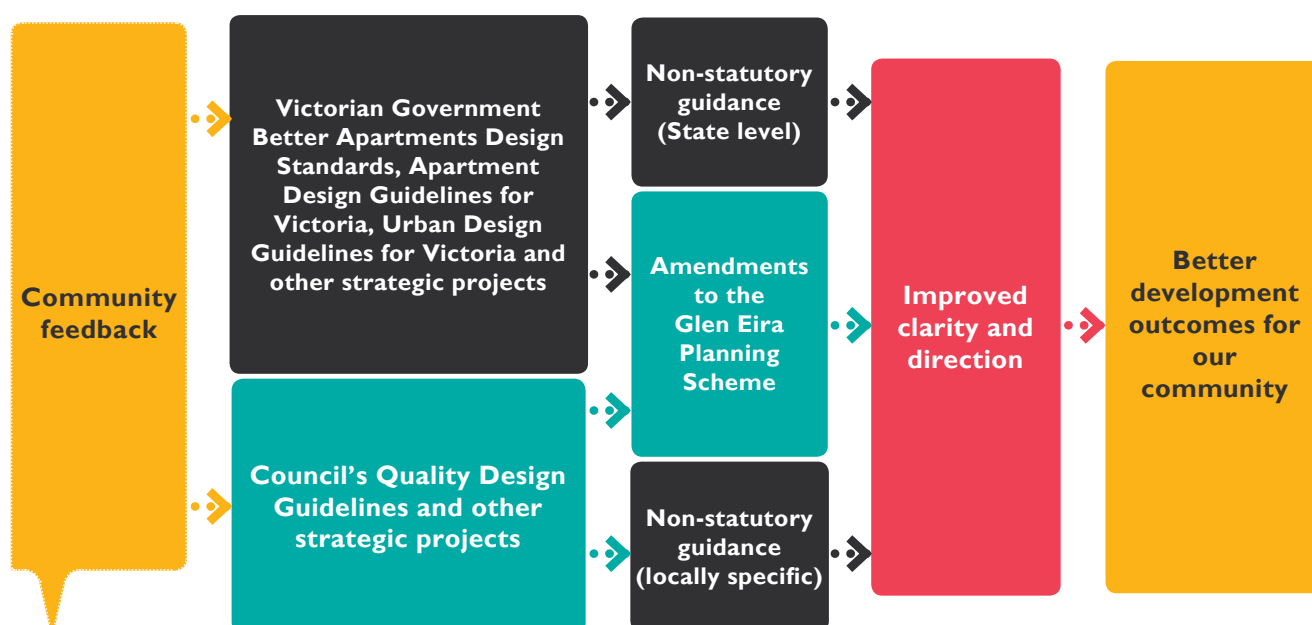 Community
feedback
Victorian Government
Better Apartments Design
Standards, Apartment
Design Guidelines for
Victoria, Urban Design
Guidelines for Victoria and
other strategic projects
Council’s Quality Design
Guidelines and other
strategic projects
Non-statutory
guidance
(State level)
Amendments
to the
Glen Eira
Planning
Scheme
Non-statutory
guidance
(locally specific)
Improved
clarity and
direction
Better
development
outcomes for
our
community